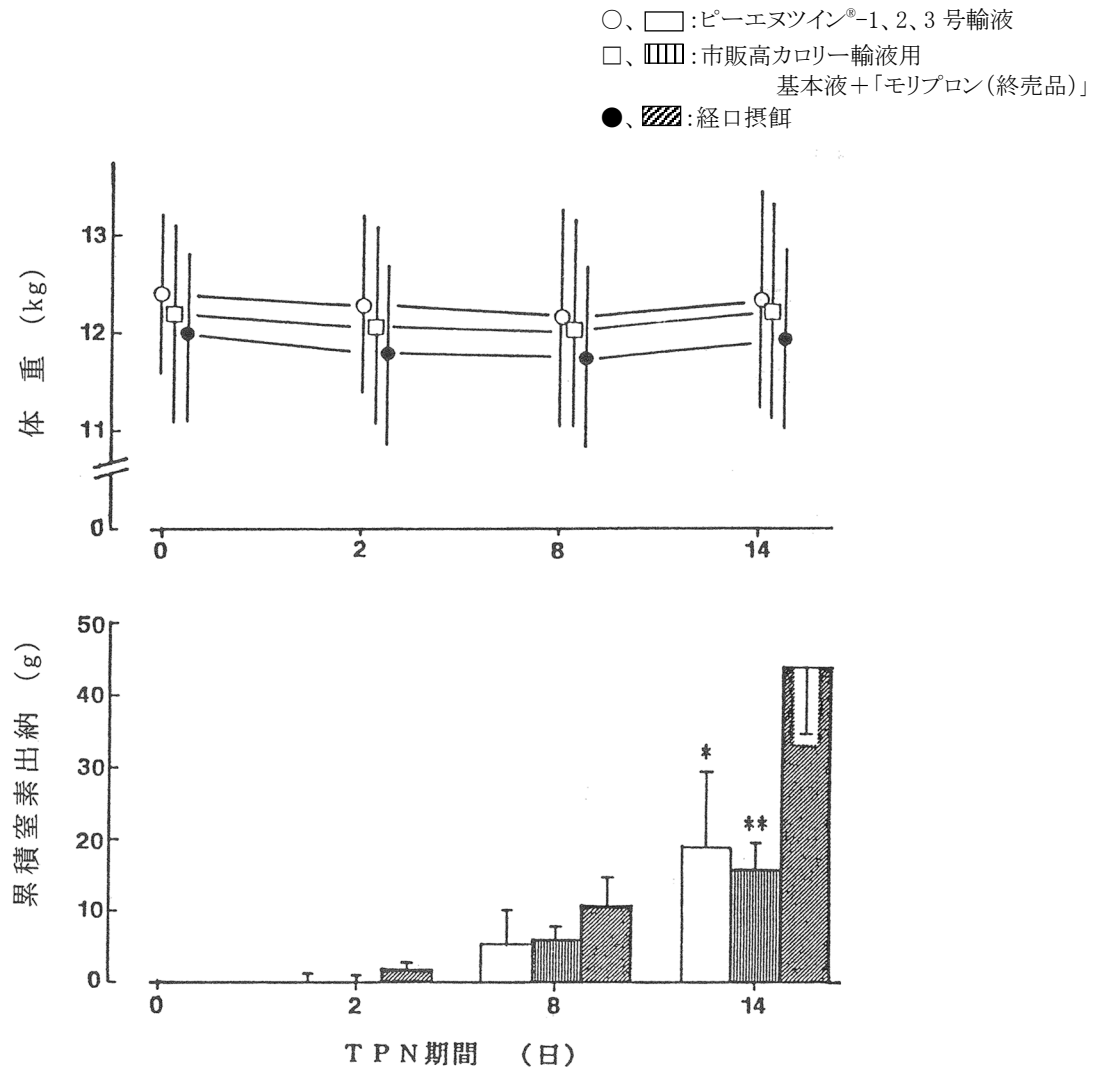 ○、 :ピーエヌツイン®-1、2、3 号輸液
□、 :市販高カロリー輸液用
基本液+「モリプロン(終売品)」
●、 :経口摂餌
体 重 (kg)
13
12
11
0
0 2 8 14
累積窒素出納 (g)
50
40
30
20
10
0
*
**
0 2 8 14
TPN期間 (日)